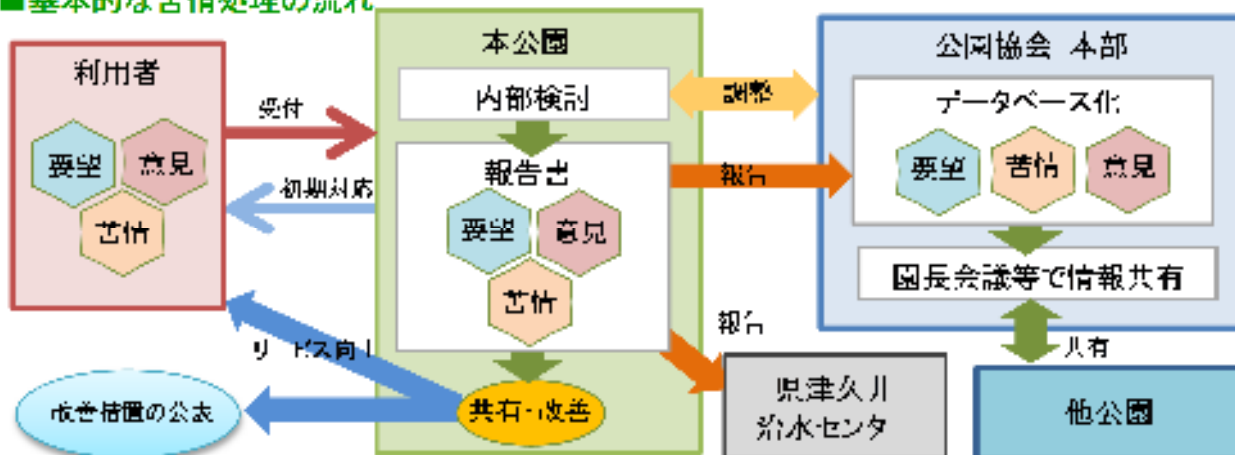 ■基本的な苦情処理の流れ
利用者
要望
意見
苦情
受付
初期対応
サービス向上
改善措置の公表
本公園
内部検討
報告書
要望
意見
苦情
共有・改善
調整
報告
報告
公園協会 本部
データベース化
要望
苦情
意見
園長会議等で情報共有
共有
他公園
県津久井
治水センタ